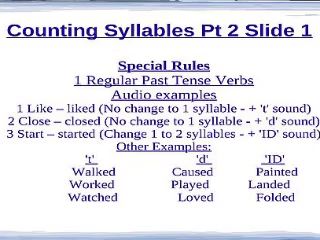 Counting Syllables Pt 2 Slide 1
Special Rules
1 Regular Past Tense Verbs
Audio examples
1 Like – liked (No change to 1 syllable - + 't' sound)
2 Close – closed (No change to 1 syllable - + 'd' sound)
3 Start – started (Change 1 to 2 syllables - + 'ID' sound)
Other Examples:
't' 'd' 'ID'
Walked Caused Painted
Worked Played Landed
Watched Loved Folded